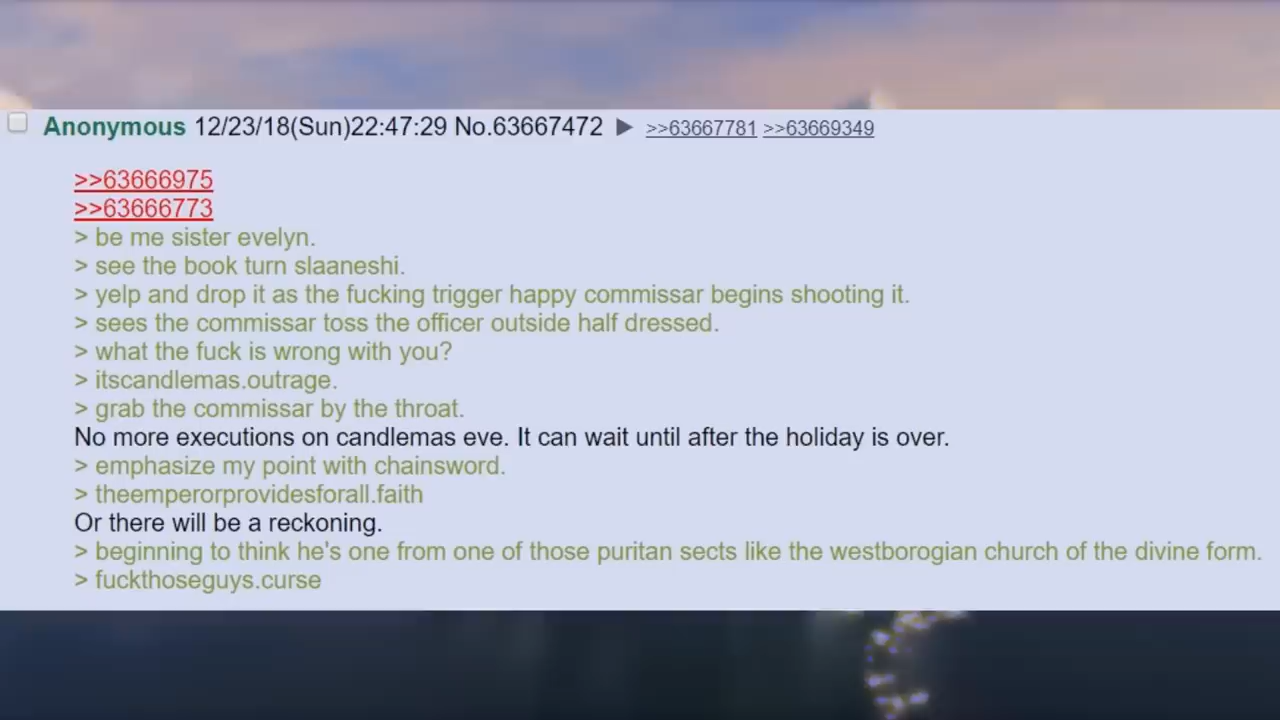 Anonymous 12/23/18(Sun)22:47:29 No.63667472 ▶ >>63667781 >>63669349
>>63666975
>>63666773
> be me sister evelyn.
> see the book turn slaaneshi.
> yelp and drop it as the fucking trigger happy commissar begins shooting it.
> sees the commissar toss the officer outside half dressed.
> what the fuck is wrong with you?
> itscandlemas.outrage.
> grab the commissar by the throat.
No more executions on candlemas eve. It can wait until after the holiday is over.
> emphasize my point with chainsword.
> theemperorprovidesforall.faith
Or there will be a reckoning.
> beginning to think he's one from one of those puritan sects like the westborogian church of the divine form.
> fuckthoseguys.curse